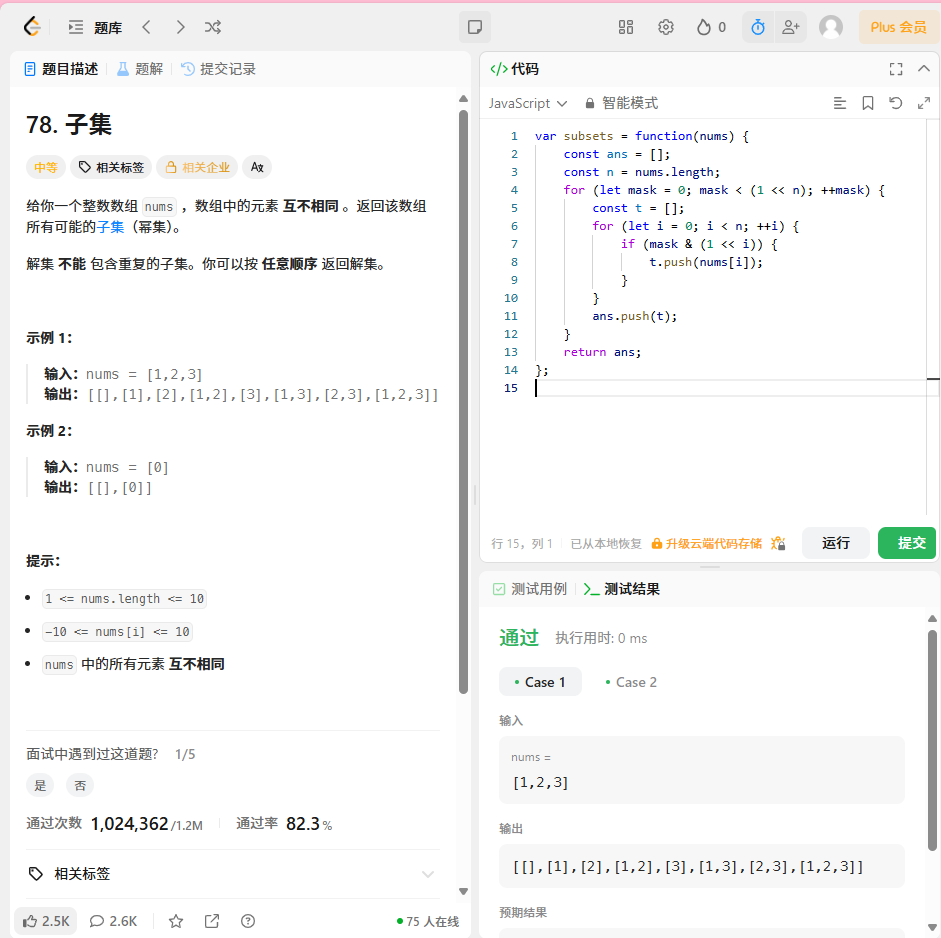 题库
0
Plus 会员
题目描述
题解
提交记录
78. 子集
中等
相关标签
相关企业
给你一个整数数组 nums ，数组中的元素 互不相同 。返回该数组
所有可能的子集（幂集）。
解集 不能 包含重复的子集。你可以按 任意顺序 返回解集。
示例 1：
输入：nums = [1,2,3]
输出：[[],[1],[2],[1,2],[3],[1,3],[2,3],[1,2,3]]
示例 2：
输入：nums = [0]
输出：[[],[0]]
提示：
1 <= nums.length <= 10
-10 <= nums[i] <= 10
nums 中的所有元素 互不相同
面试中遇到过这道题? 1/5
是 否
通过次数 1,024,362/1.2M 通过率 82.3%
相关标签
2.5K 2.6K 75 人在线
</> 代码
JavaScript 智能模式
1 var subsets = function(nums) {
2 const ans = [];
3 const n = nums.length;
4 for (let mask = 0; mask < (1 << n); ++mask) {
5 const t = [];
6 for (let i = 0; i < n; ++i) {
7 if (mask & (1 << i)) {
8 t.push(nums[i]);
9 }
10 }
11 ans.push(t);
12 }
13 return ans;
14 };
15
行 15，列 1 已从本地恢复 升级云端代码存储 运行 提交
测试用例 >_ 测试结果
通过 执行用时: 0 ms
Case 1 Case 2
输入
nums =
[1,2,3]
输出
[[],[1],[2],[1,2],[3],[1,3],[2,3],[1,2,3]]
预期结果